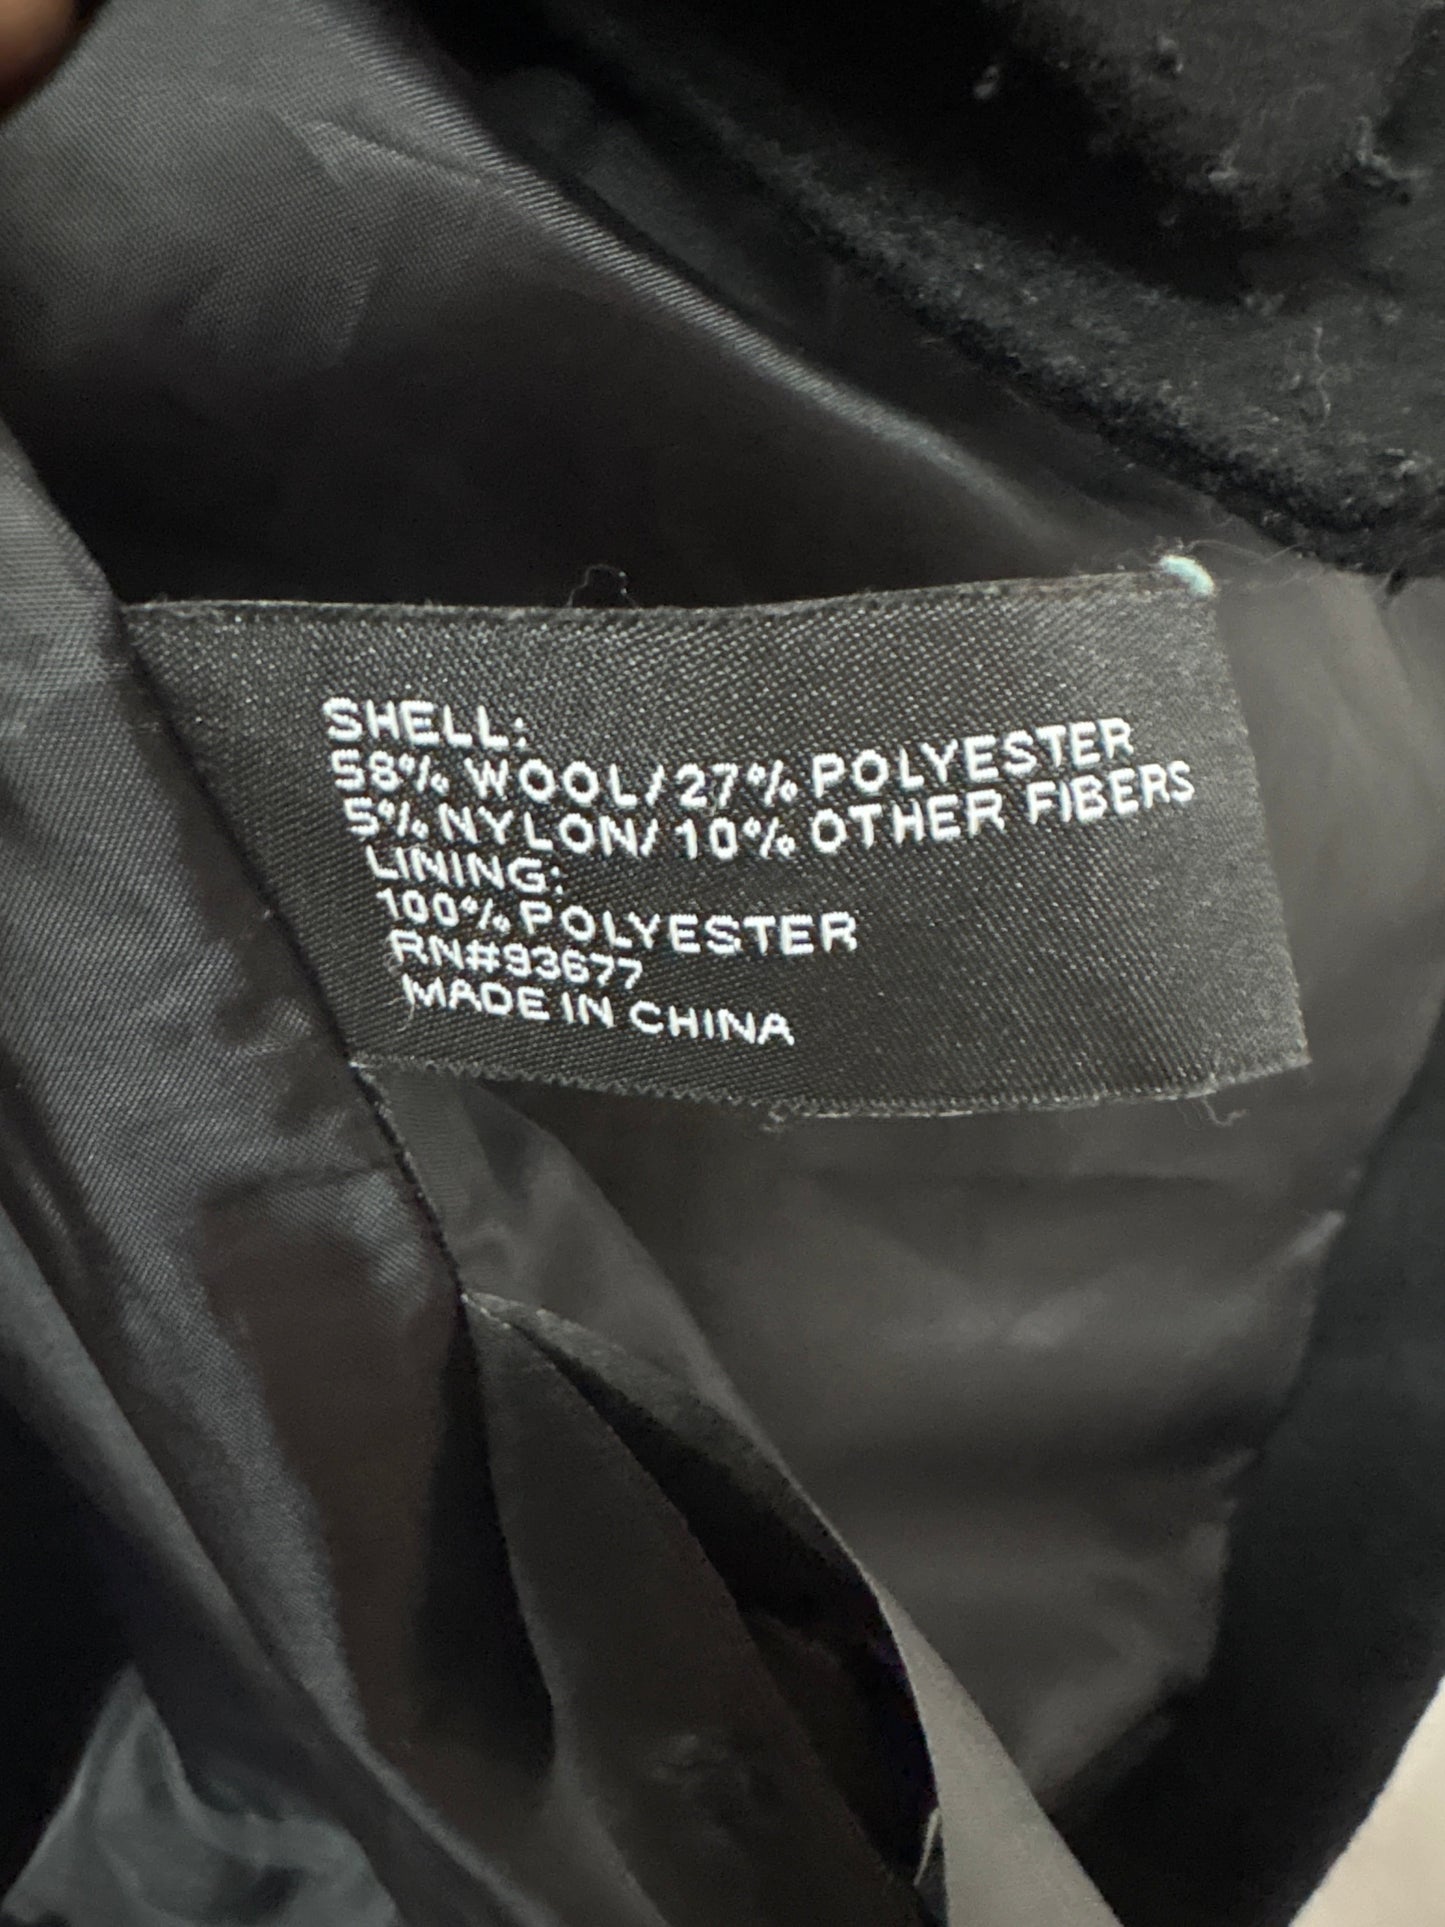 SHELL:
58% WOOL/27% POLYESTER
5% NYLON/10% OTHER FIBERS
LINING:
100% POLYESTER
RN#93677
MADE IN CHINA